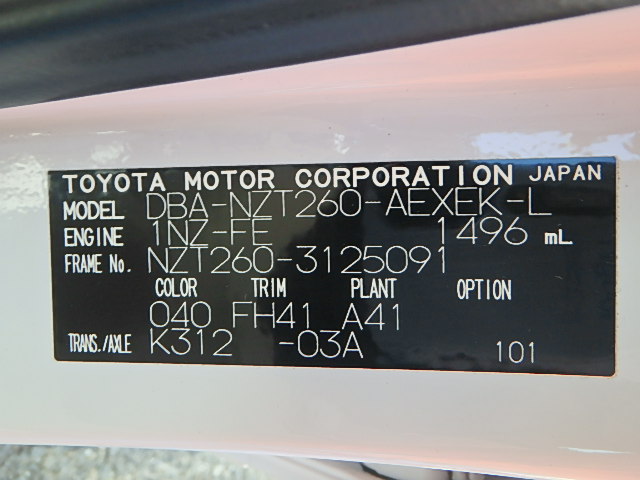 TOYOTA MOTOR CORPORATION JAPAN
MODEL DBA-NZT260-AEXEK-L
ENGINE 1NZ-FE 1496 mL
FRAME No. NZT260-3125091
COLOR TRIM PLANT OPTION
040 FH41 A41
TRANS./AXLE K312 -03A 101